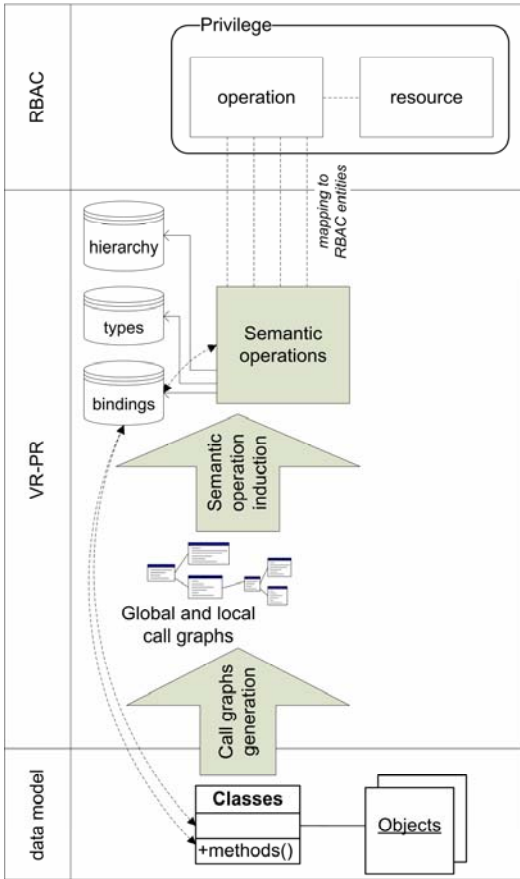 RBAC
Privilege
operation
resource
mapping to
RBAC entities
VR-PR
hierarchy
types
bindings
Semantic
operations
Semantic
operation
induction
Global and local
call graphs
Call graphs
generation
data model
Classes
+methods()
Objects